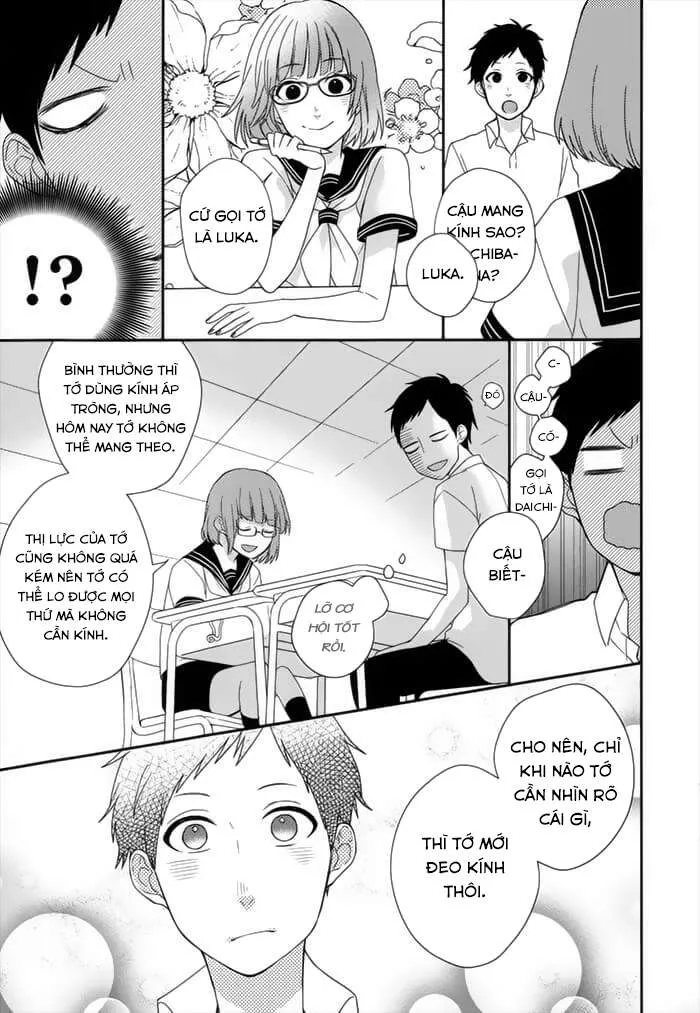 CẬU MANG
KÍNH SAO?
CHIBA-
NA?
LUKA.
CỨ GỌI TỚ
LÀ LUKA.
!?
C-
CẬU-
CÓ-
GỌI
TỚ LÀ
DAICHI-
ĐÓ
CẬU
BIẾT-
LỠ CƠ
HỘI TỐT
RỒI.
BÌNH THƯỜNG THÌ
TỚ DÙNG KÍNH ÁP
TRÒNG, NHƯNG
HÔM NAY TỚ KHÔNG
THỂ MANG THEO.
THỊ LỰC CỦA TỚ
CŨNG KHÔNG QUÁ
KÉM NÊN TỚ CÓ
THỂ LO ĐƯỢC MỌI
THỨ MÀ KHÔNG
CẦN KÍNH.
CHO NÊN, CHỈ
KHI NÀO TỚ
CẦN NHÌN RÕ
CÁI GÌ,
THÌ TỚ MỚI
ĐEO KÍNH
THÔI.